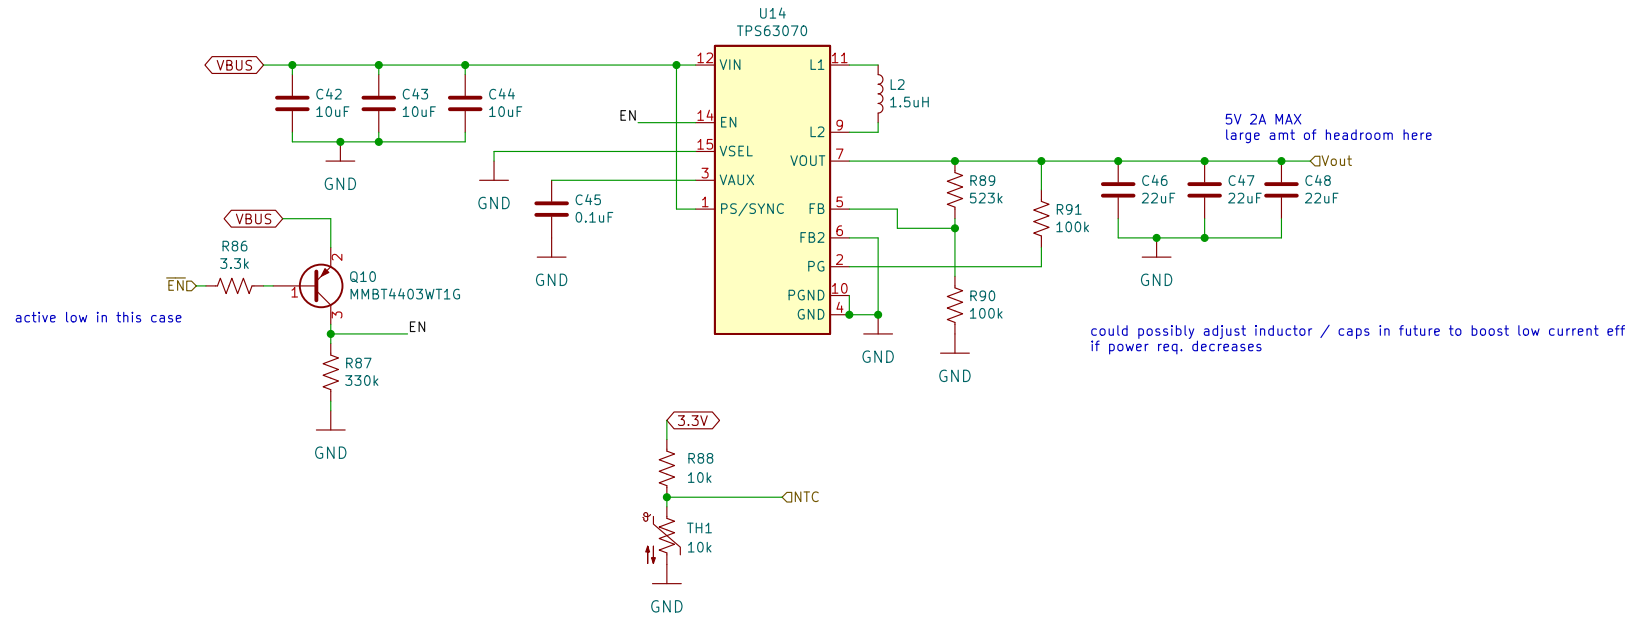 U14
TPS63070
VBUS
12
VIN
14
EN
EN
15
VSEL
3
VAUX
1
PS/SYNC
11
L1
9
L2
7
VOUT
5
FB
6
FB2
2
PG
10
PGND
4
GND
C42
10uF
C43
10uF
C44
10uF
GND
GND
C45
0.1uF
GND
L2
1.5uH
5V 2A MAX
large amt of headroom here
Vout
R89
523k
R91
100k
C46
22uF
C47
22uF
C48
22uF
GND
R90
100k
GND
GND
could possibly adjust inductor / caps in future to boost low current eff
if power req. decreases
VBUS
R86
3.3k
EN
1
2
3
Q10
MMBT4403WT1G
active low in this case
EN
R87
330k
GND
3.3V
R88
10k
NTC
θ
TH1
10k
GND